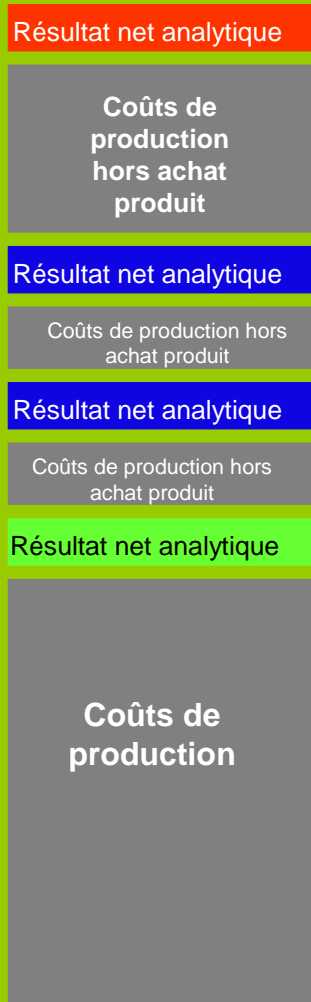 Résultat net analytique
Coûts de
production
hors achat
produit
Résultat net analytique
Coûts de production hors
achat produit
Résultat net analytique
Coûts de production hors
achat produit
Résultat net analytique
Coûts de
production